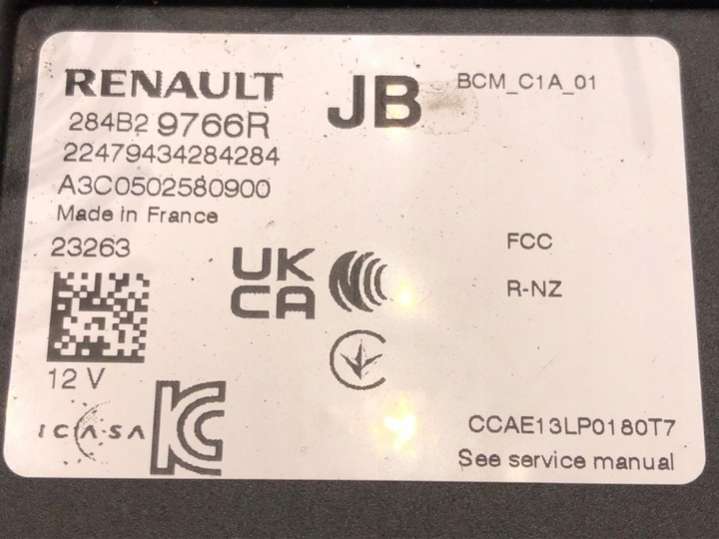 RENAULT
JB
BCM_C1A_01
284B2 9766R
22479434284284
A3C0502580900
Made in France
23263
UK
CA
FCC
R-NZ
12 V
ICASA
KC
CCAE13LP0180T7
See service manual